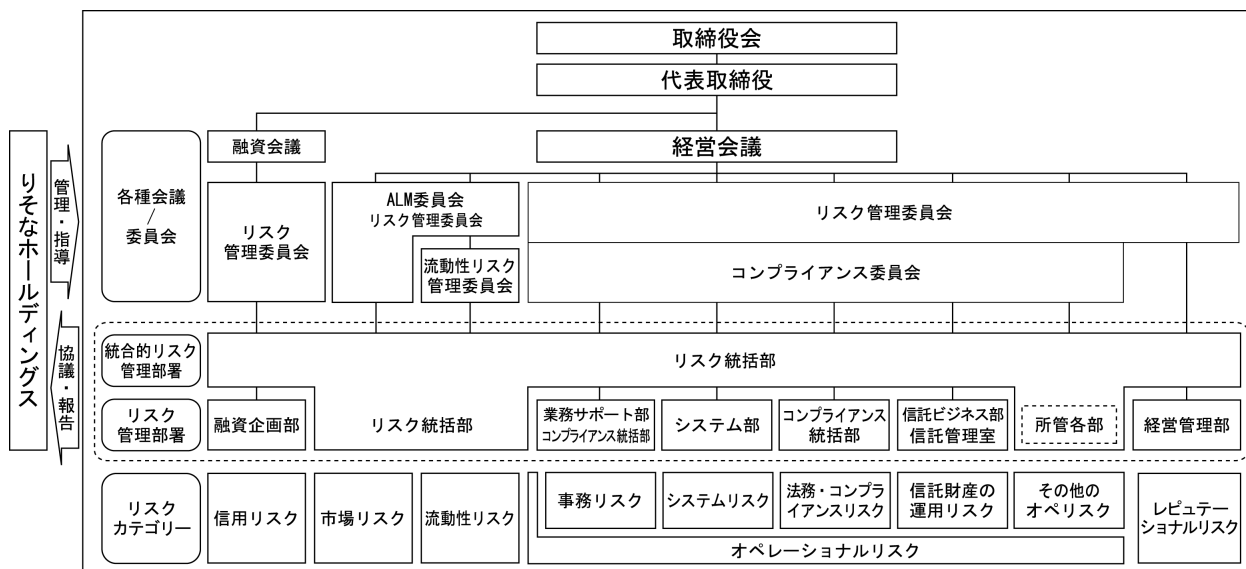 取締役会
代表取締役
融資会議
経営会議
りそなホールディングス
管理・指導
協議・報告
各種会議
/
委員会
リスク
管理委員会
ALM委員会
リスク管理委員会
流動性リスク
管理委員会
リスク管理委員会
コンプライアンス委員会
統合的リスク
管理部署
リスク統括部
リスク
管理部署
融資企画部
リスク統括部
業務サポート部
コンプライアンス統括部
システム部
コンプライアンス
統括部
信託ビジネス部
信託管理室
所管各部
経営管理部
リスク
カテゴリー
信用リスク
市場リスク
流動性リスク
事務リスク
システムリスク
法務・コンプラ
イアンスリスク
信託財産の
運用リスク
その他の
オペリスク
オペレーショナルリスク
レピュテー
ショナルリスク